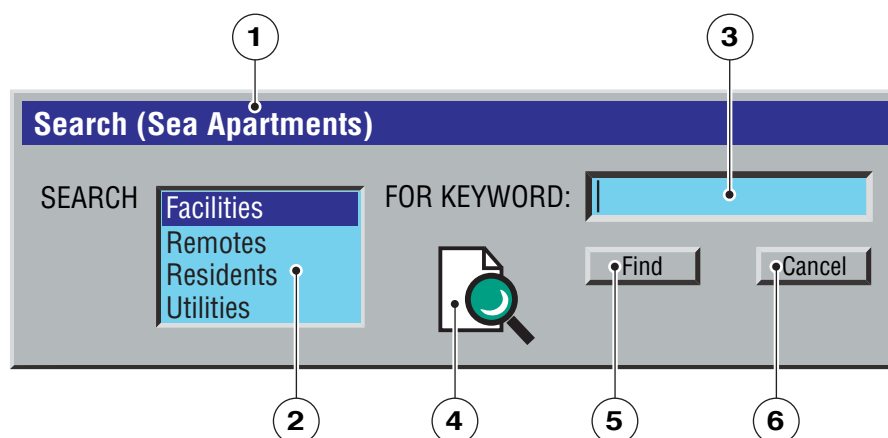 1
3
Search (Sea Apartments)
SEARCH
Facilities
Remotes
Residents
Utilities
FOR KEYWORD:
Find
Cancel
2
4
5
6